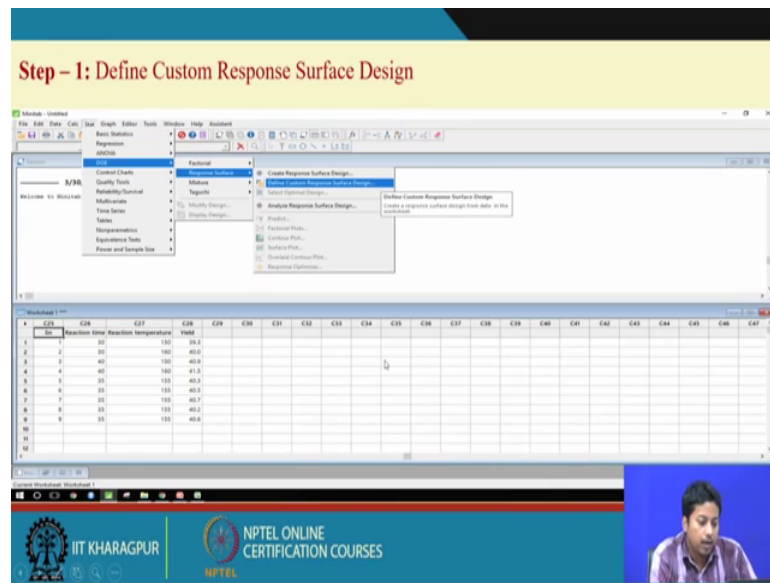 Step – 1: Define Custom Response Surface Design
Minitab - Untitled
File Edit Data Calc Stat Graph Editor Tools Window Help Assistant
Basic Statistics
Regression
ANOVA
DOE
Control Charts
Quality Tools
Reliability/Survival
Multivariate
Time Series
Tables
Nonparametrics
Equivalence Tests
Power and Sample Size
Factorial
Response Surface
Mixture
Taguchi
Modify Design...
Display Design...
Create Response Surface Design...
Define Custom Response Surface Design...
Select Optimal Design...
Analyze Response Surface Design...
Predict...
Factorial Plots...
Contour Plot...
Surface Plot...
Overlaid Contour Plot...
Response Optimizer...
Define Custom Response Surface Design
Create a response surface design from data in the worksheet.
3/30/
Welcome to Minitab
Worksheet 1 ***
C25 C26 C27 C28 C29 C30 C31 C32 C33 C34 C35 C36 C37 C38 C39 C40 C41 C42 C43 C44 C45 C46 C47
Reaction time Reaction temperature Yield
1 1 30 150 39.3
2 2 30 160 40.0
3 3 40 150 40.9
4 4 40 160 41.5
5 5 35 155 40.3
6 6 35 155 40.5
7 7 35 155 40.7
8 8 35 155 40.2
9 9 35 155 40.6
10
11
12
Current Worksheet: Worksheet 1
IIT KHARAGPUR
NPTEL
NPTEL ONLINE
CERTIFICATION COURSES